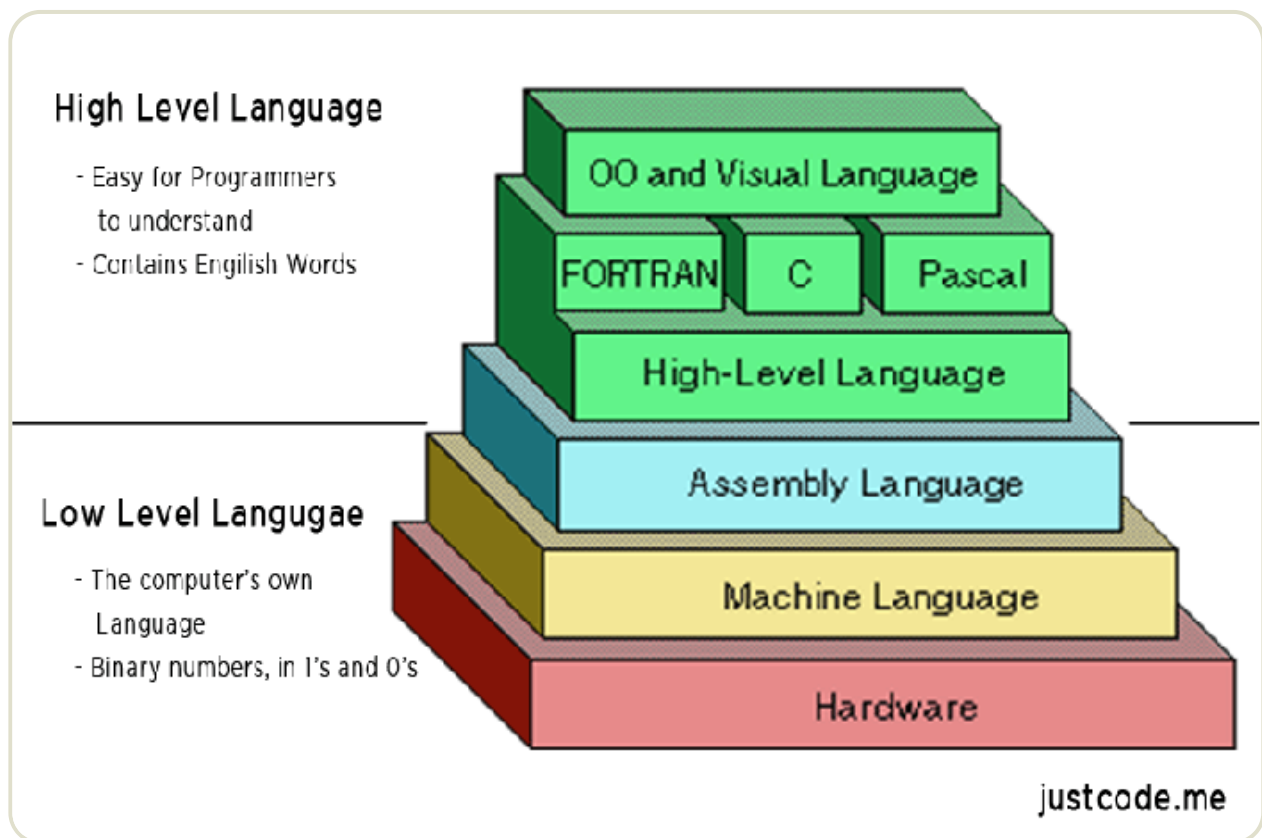 High Level Language
- Easy for Programmers
to understand
- Contains Engilish Words
OO and Visual Language
FORTRAN C Pascal
High-Level Language
Assembly Language
Low Level Langugae
- The computer's own
Language
- Binary numbers, in 1's and 0's
Machine Language
Hardware
justcode.me